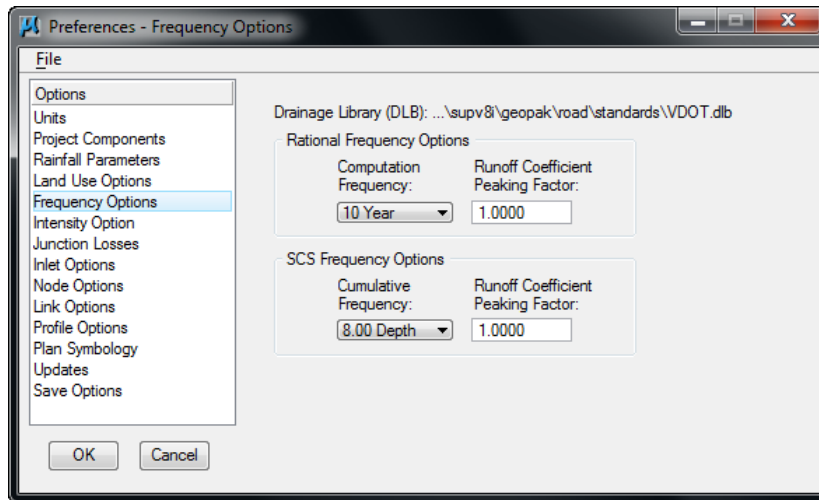 Preferences - Frequency Options
File
Options
Units
Project Components
Rainfall Parameters
Land Use Options
Frequency Options
Intensity Option
Junction Losses
Inlet Options
Node Options
Link Options
Profile Options
Plan Symbology
Updates
Save Options
OK Cancel
Drainage Library (DLB): ...\supv8i\geopak\road\standards\VDOT.dlb
Rational Frequency Options
Computation Runoff Coefficient
Frequency: Peaking Factor:
10 Year 1.0000
SCS Frequency Options
Cumulative Runoff Coefficient
Frequency: Peaking Factor:
8.00 Depth 1.0000